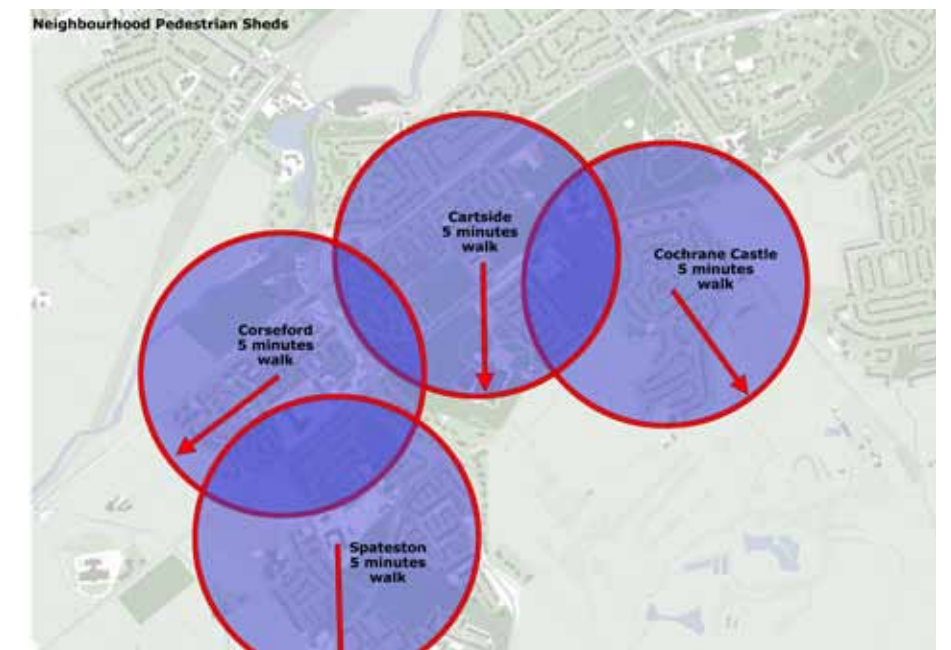 Neighbourhood Pedestrian Sheds
Cartside
5 minutes
walk
Cochrane Castle
5 minutes
walk
Corseford
5 minutes
walk
Spateston
5 minutes
walk